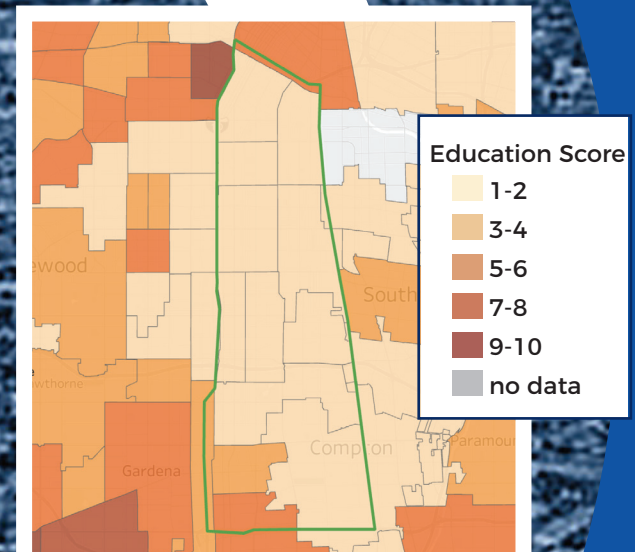 Education Score
1-2
3-4
5-6
7-8
9-10
no data
ewood
South
wthorne
Compton
Paramou
Gardena